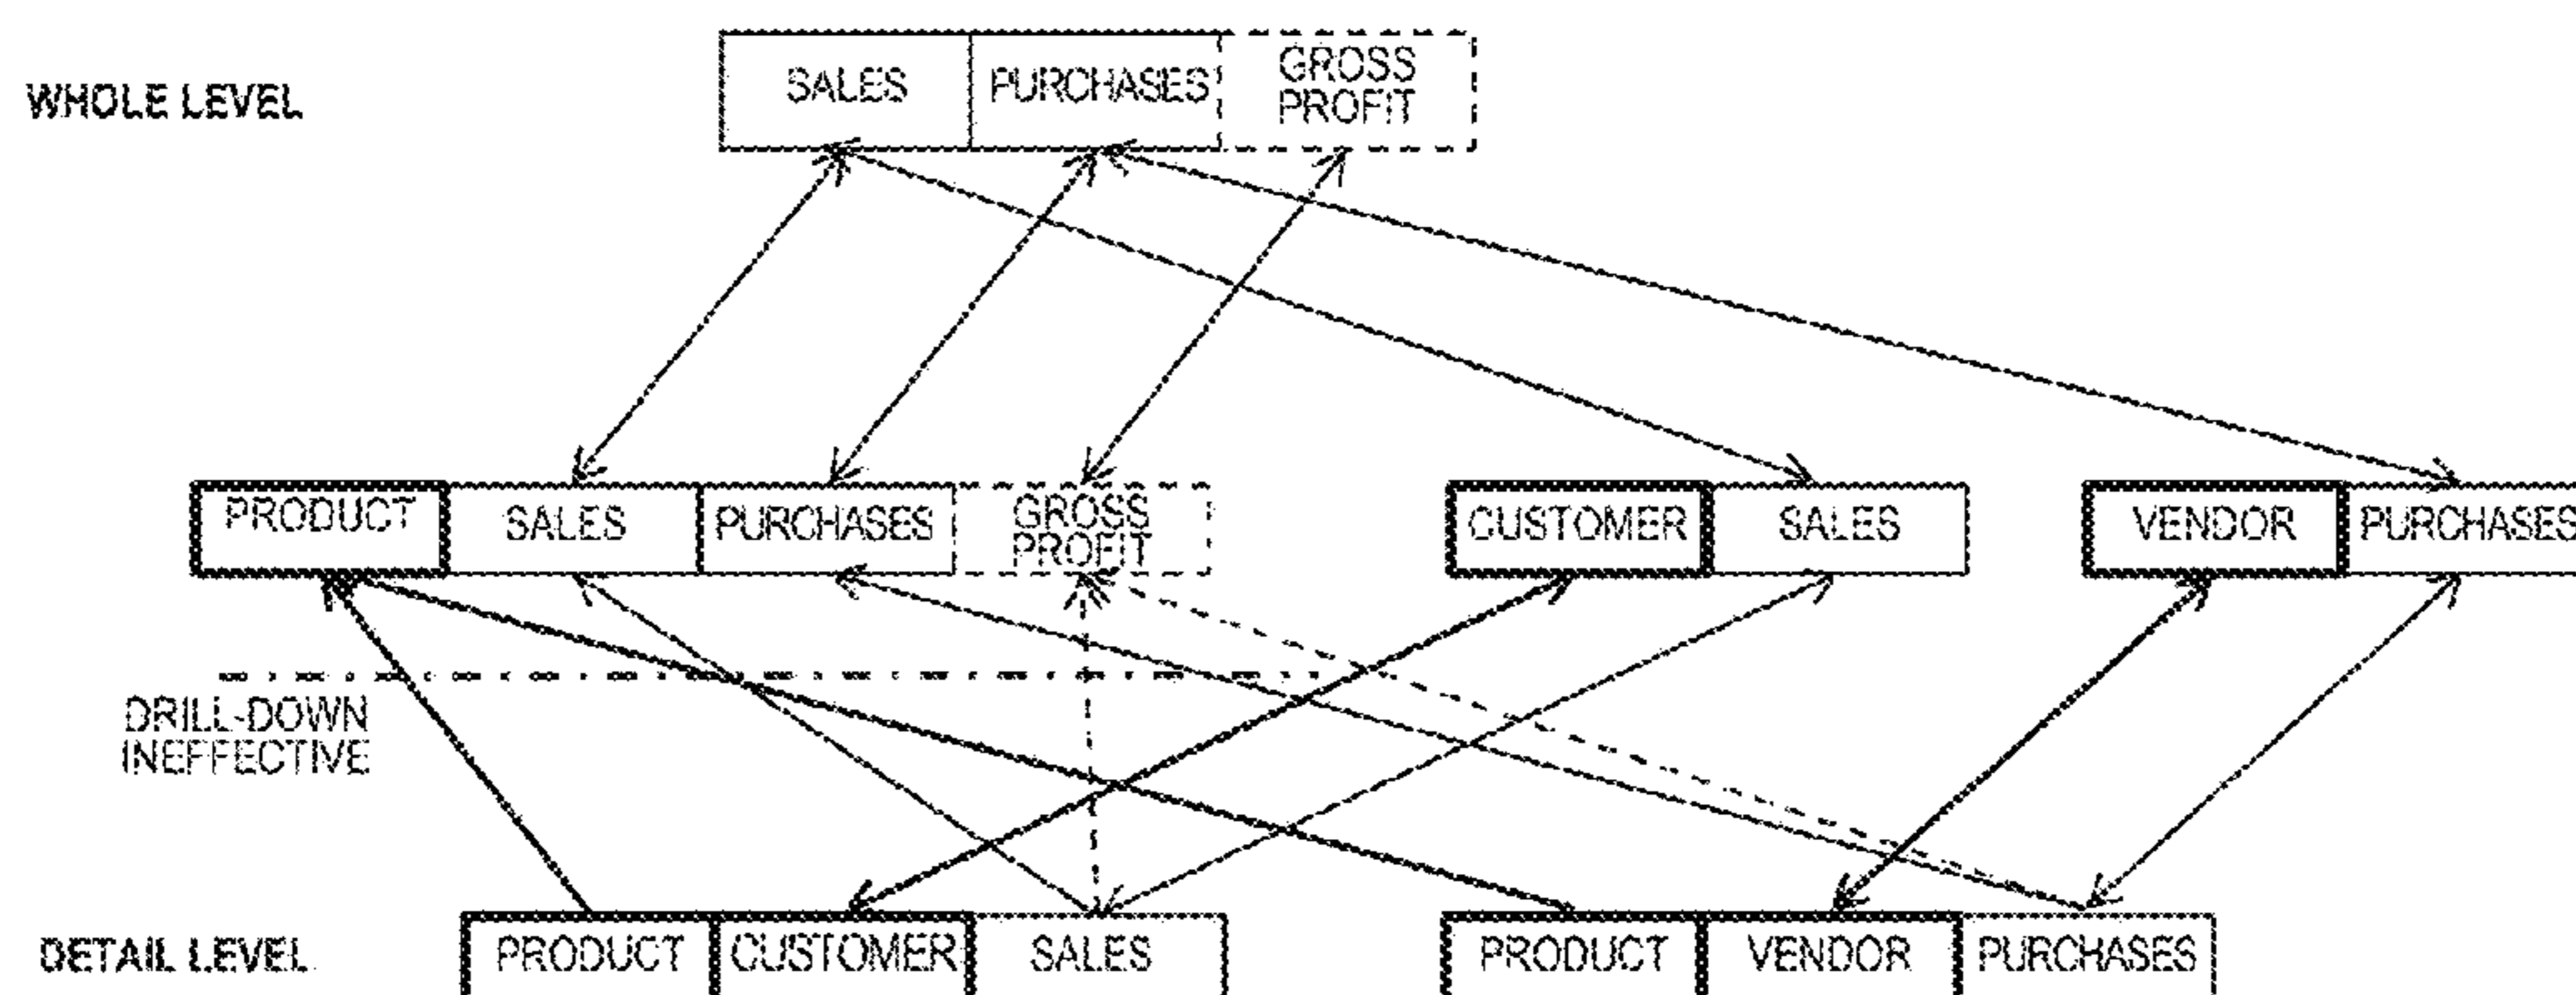 WHOLE LEVEL
SALES
PURCHASES
GROSS
PROFIT
PRODUCT
SALES
PURCHASES
GROSS
PROFIT
CUSTOMER
SALES
VENDOR
PURCHASES
DRILL-DOWN
INEFFECTIVE
DETAIL LEVEL
PRODUCT
CUSTOMER
SALES
PRODUCT
VENDOR
PURCHASES